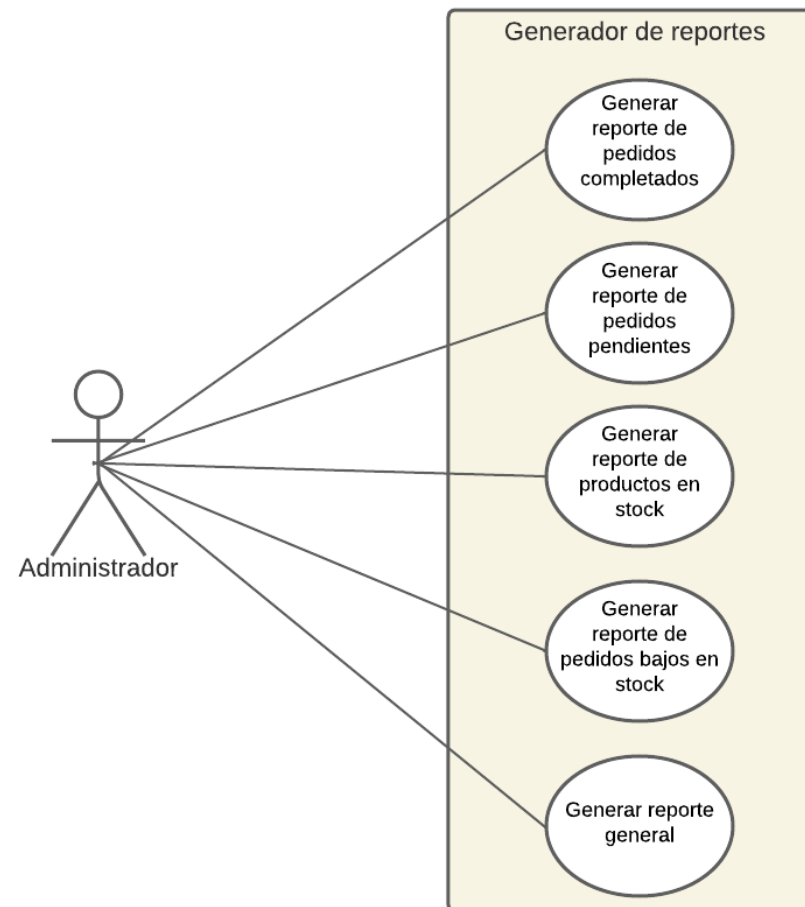 Generador de reportes
Generar
reporte de
pedidos
completados
Generar
reporte de
pedidos
pendientes
Generar
reporte de
productos en
stock
Administrador
Generar
reporte de
pedidos bajos en
stock
Generar reporte
general